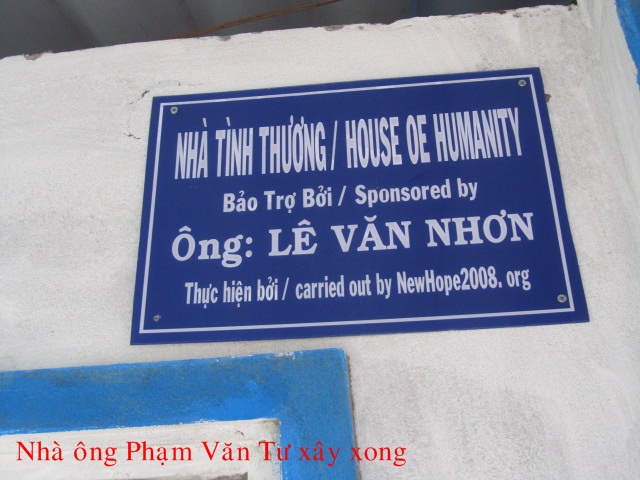 NHÀ TÌNH THƯƠNG / HOUSE OE HUMANITY
Bảo Trợ Bởi / Sponsored by
Ông: LÊ VĂN NHƠN
Thực hiện bởi / carried out by NewHope2008. org
Nhà ông Phạm Văn Tư xây xong